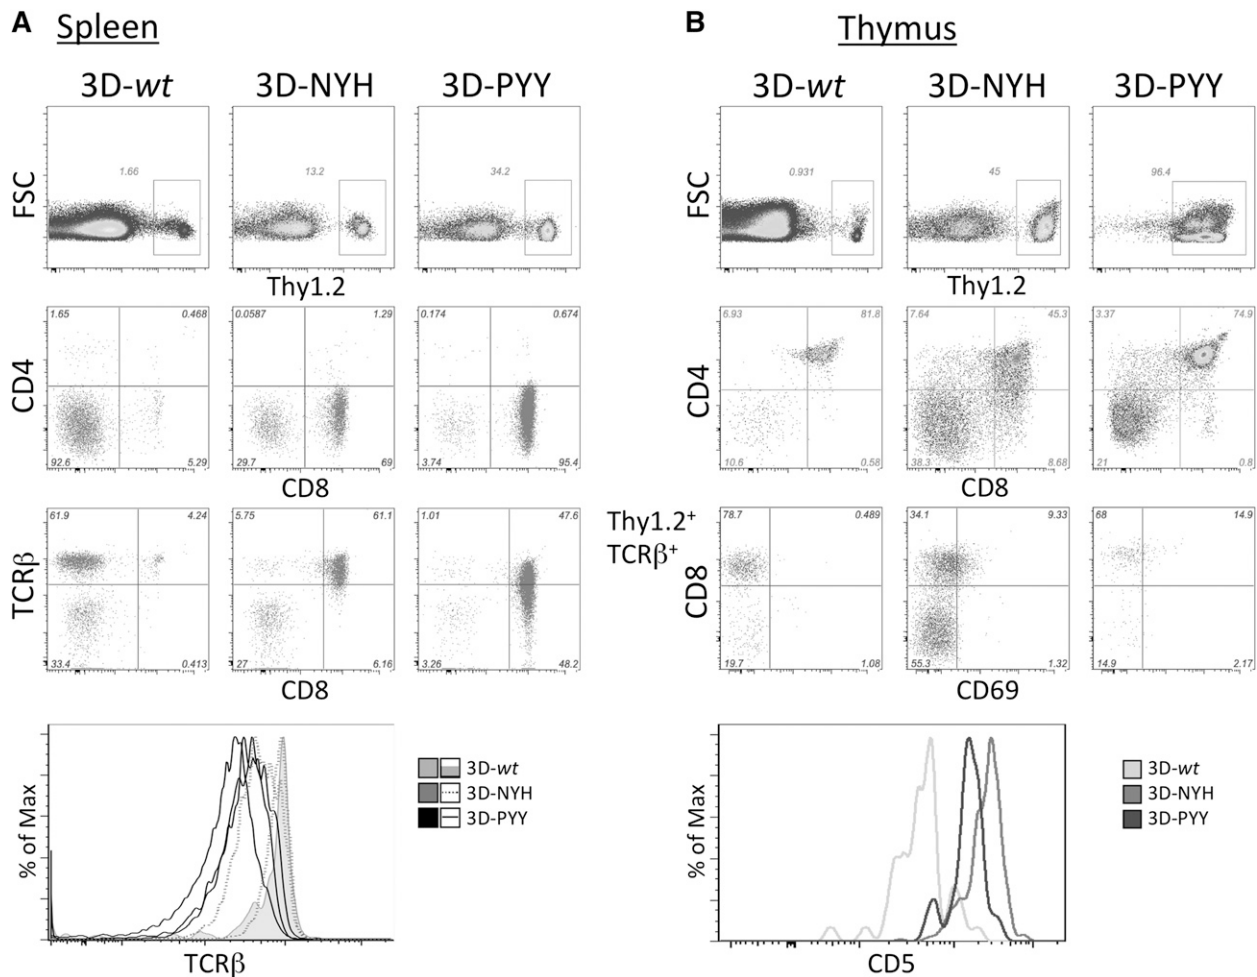 A Spleen
3D-wt 3D-NYH 3D-PYY
FSC
1.66 13.2 34.2
Thy1.2
CD4
1.65 0.468 0.0587 1.29 0.174 0.674
92.6 5.29 29.7 69 3.74 95.4
CD8
TCRβ
61.9 4.24 5.75 61.1 1.01 47.6
33.4 0.413 27 6.16 3.26 48.2
CD8
% of Max
TCRβ
3D-wt
3D-NYH
3D-PYY
B Thymus
3D-wt 3D-NYH 3D-PYY
FSC
0.931 45 96.4
Thy1.2
CD4
6.93 81.8 7.64 45.3 3.37 74.9
10.6 0.58 38.3 8.68 21 0.8
CD8
Thy1.2⁺
TCRβ⁺
CD8
78.7 0.489 34.1 9.33 68 14.9
19.7 1.08 55.3 1.32 14.9 2.17
CD69
% of Max
CD5
3D-wt
3D-NYH
3D-PYY